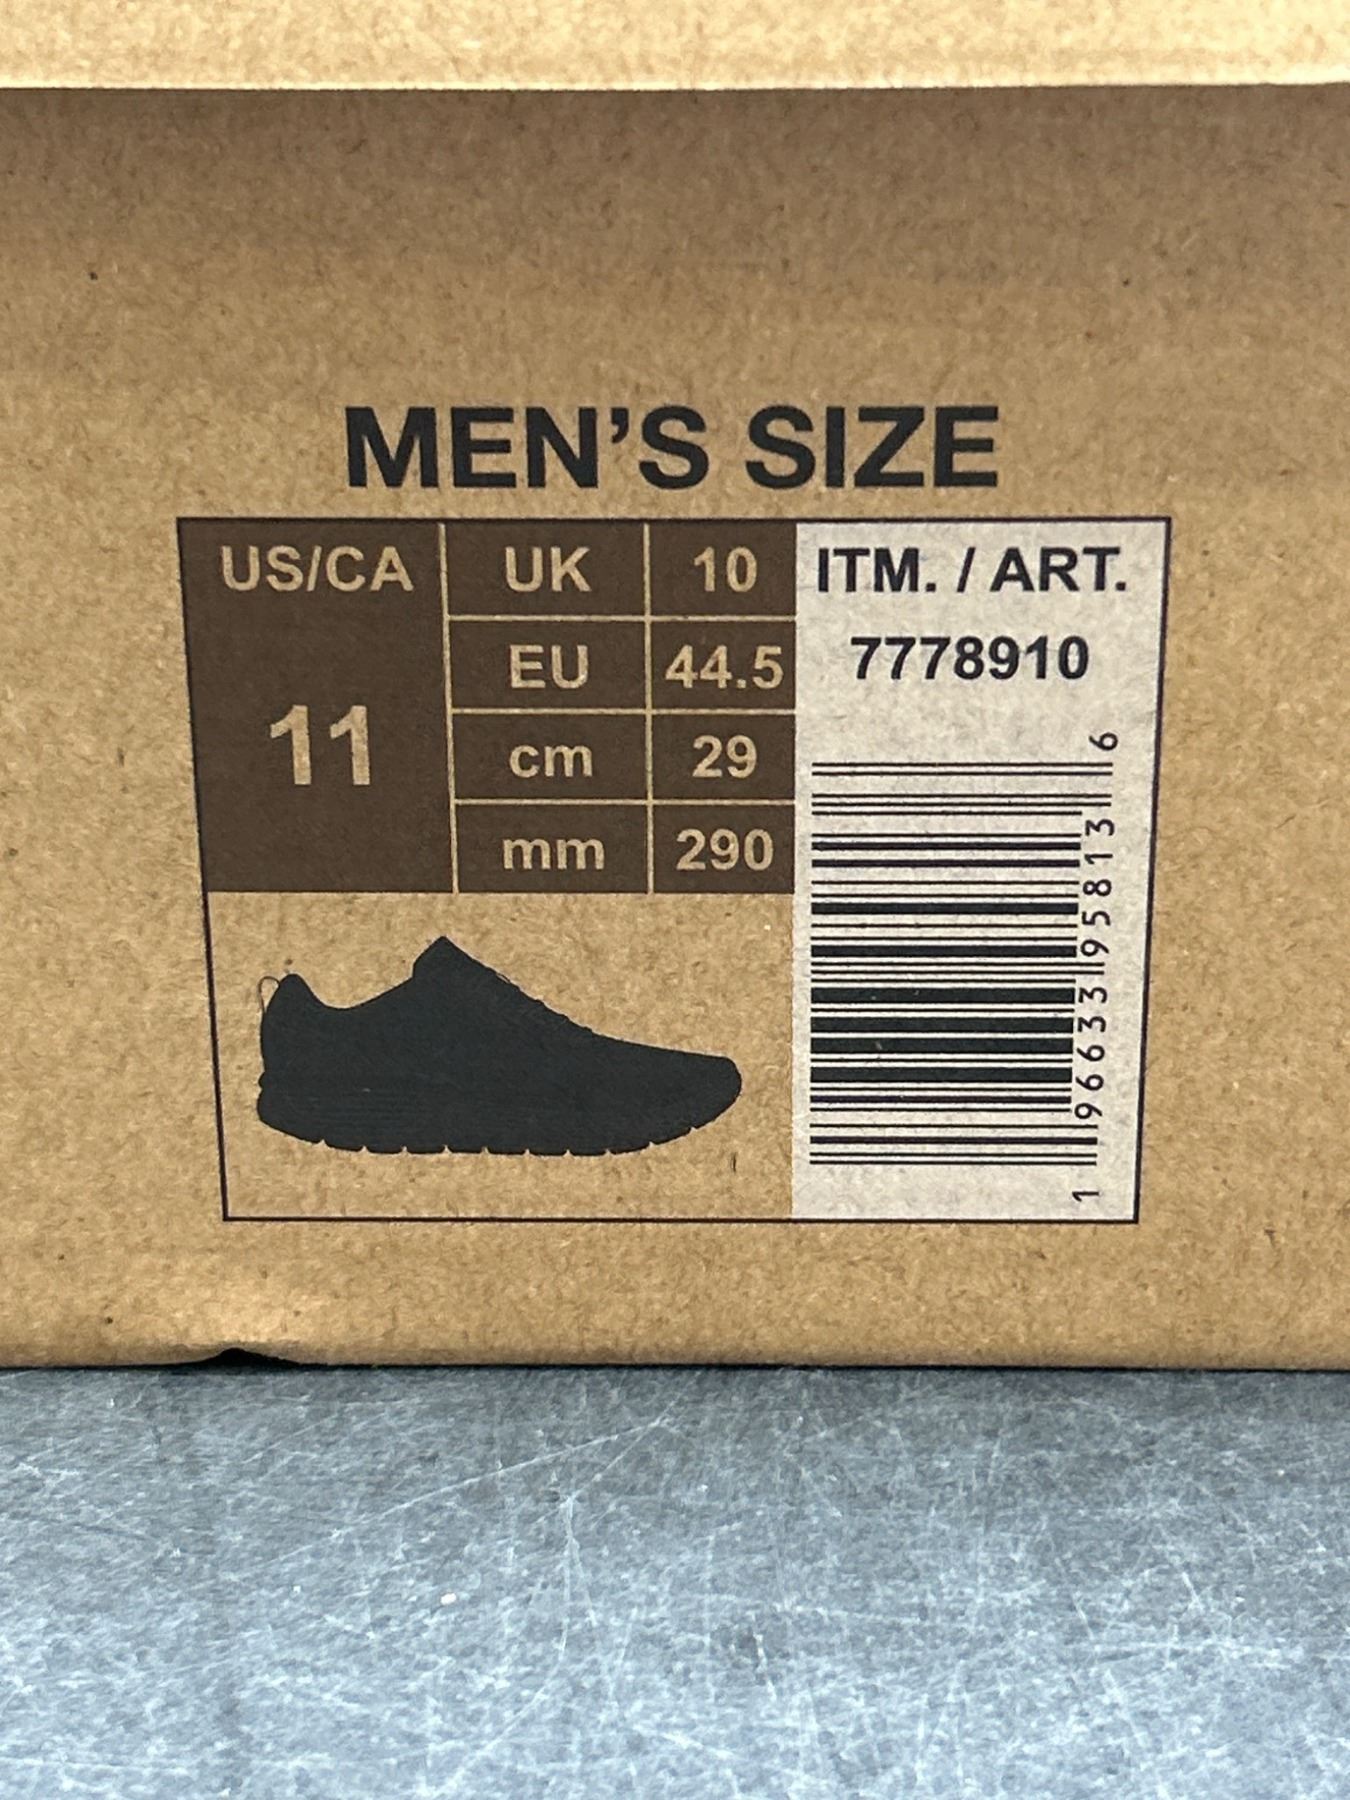 MEN'S SIZE
US/CA
11
UK 10
EU 44.5
cm 29
mm 290
ITM. / ART.
7778910
1 96633 95813 6